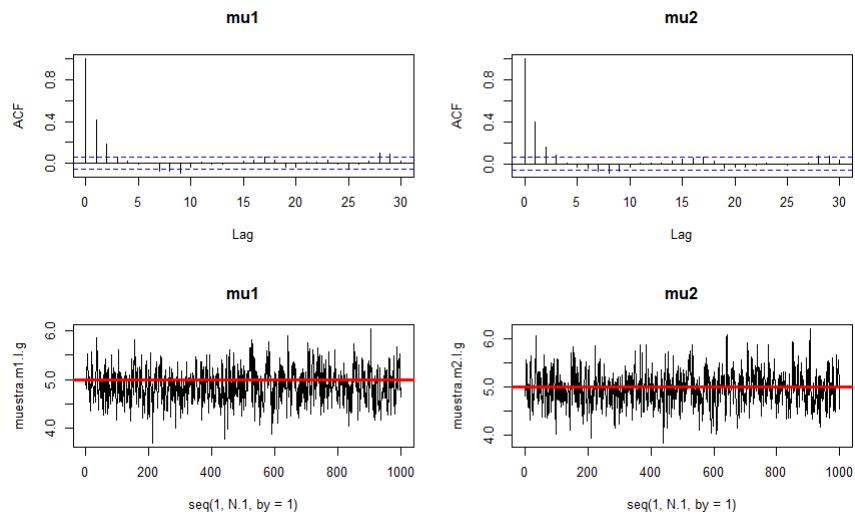 mu1
ACF
0.0 0.4 0.8
0 5 10 15 20 25 30
Lag
mu2
ACF
0.0 0.4 0.8
0 5 10 15 20 25 30
Lag
mu1
muestra.m1.l.g
4.0 5.0 6.0
0 200 400 600 800 1000
seq(1, N.1, by = 1)
mu2
muestra.m2.l.g
4.0 5.0 6.0
0 200 400 600 800 1000
seq(1, N.1, by = 1)